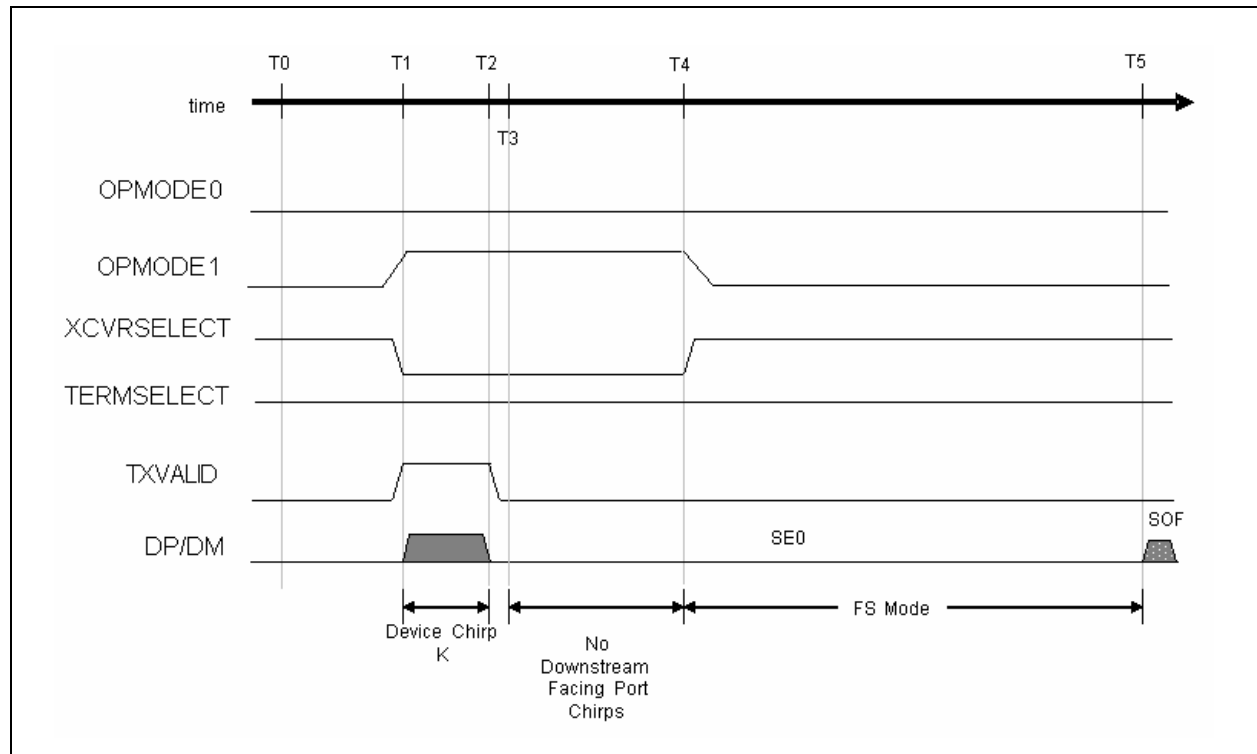 T0 T1 T2 T4 T5
time
T3
OPMODE0
OPMODE1
XCVRSELECT
TERMSELECT
TXVALID
SOF
DP/DM
SE0
FS Mode
Device Chirp
K
No
Downstream
Facing Port
Chirps